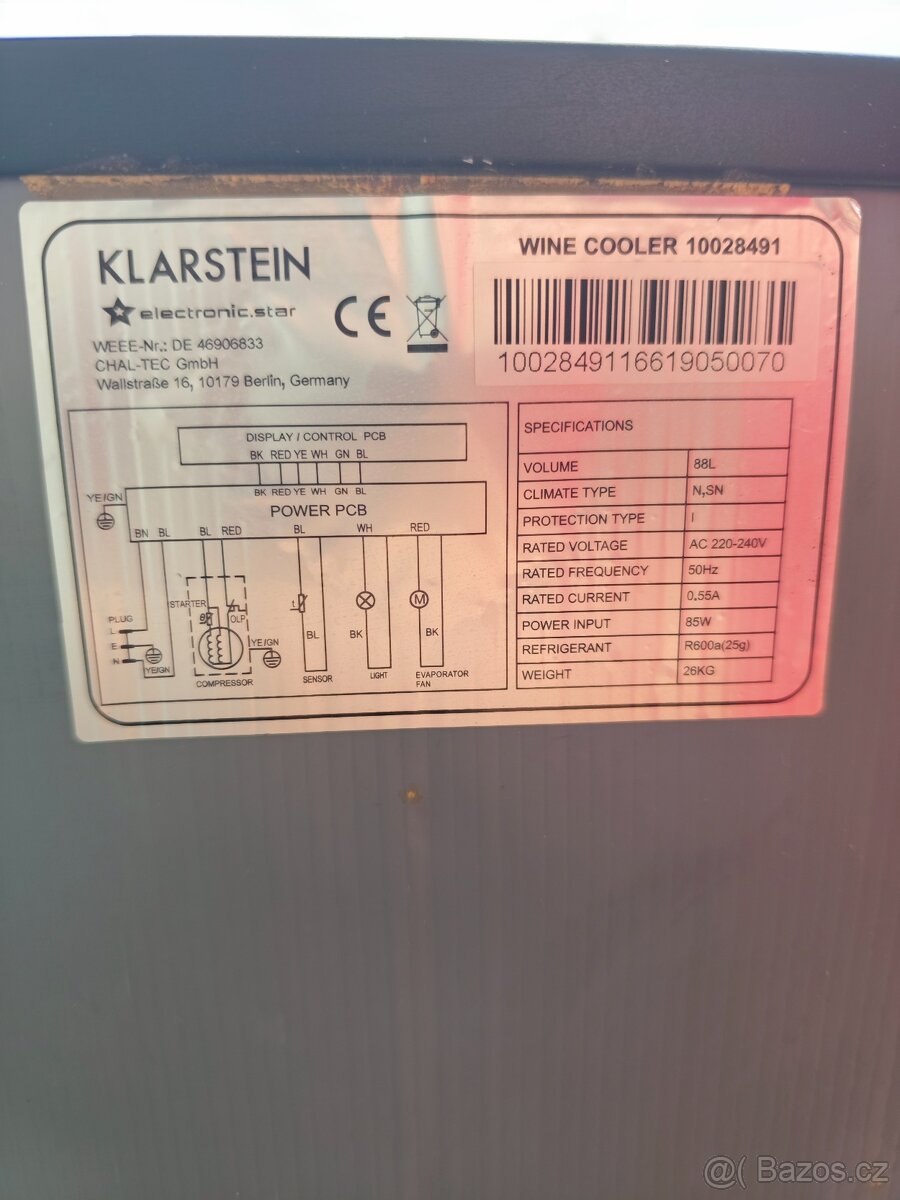 KLARSTEIN
electronic.star
CE
WEEE-Nr.: DE 46906833
CHAL-TEC GmbH
Wallstraße 16, 10179 Berlin, Germany
WINE COOLER 10028491
1002849116619050070
DISPLAY / CONTROL PCB
BK RED YE WH GN BL
BK RED YE WH GN BL
POWER PCB
YE/GN
BN BL BL RED BL WH RED
STARTER
OLP
PLUG
L
E
N
YE/GN
YE/GN
COMPRESSOR
t
BL
SENSOR
BK
LIGHT
M
BK
EVAPORATOR
FAN
SPECIFICATIONS
VOLUME 88L
CLIMATE TYPE N,SN
PROTECTION TYPE I
RATED VOLTAGE AC 220-240V
RATED FREQUENCY 50Hz
RATED CURRENT 0.55A
POWER INPUT 85W
REFRIGERANT R600a(25g)
WEIGHT 26KG
@( Bazos.cz